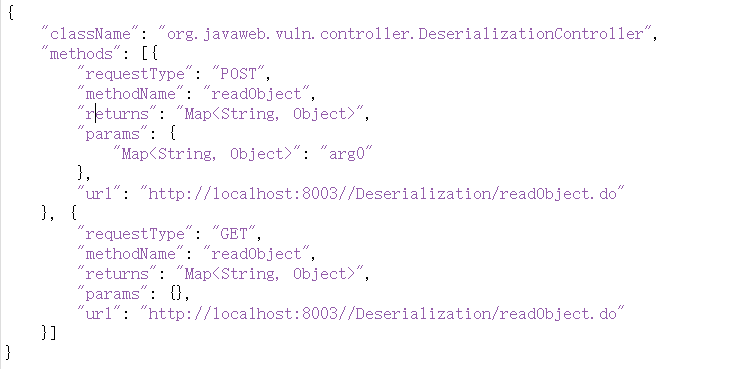 {
    "className": "org.javaweb.vuln.controller.DeserializationController",
    "methods": [{
        "requestType": "POST",
        "methodName": "readObject",
        "returns": "Map<String, Object>",
        "params": {
            "Map<String, Object>": "arg0"
        },
        "url": "http://localhost:8003//Deserialization/readObject.do"
    }, {
        "requestType": "GET",
        "methodName": "readObject",
        "returns": "Map<String, Object>",
        "params": {},
        "url": "http://localhost:8003//Deserialization/readObject.do"
    }]
}